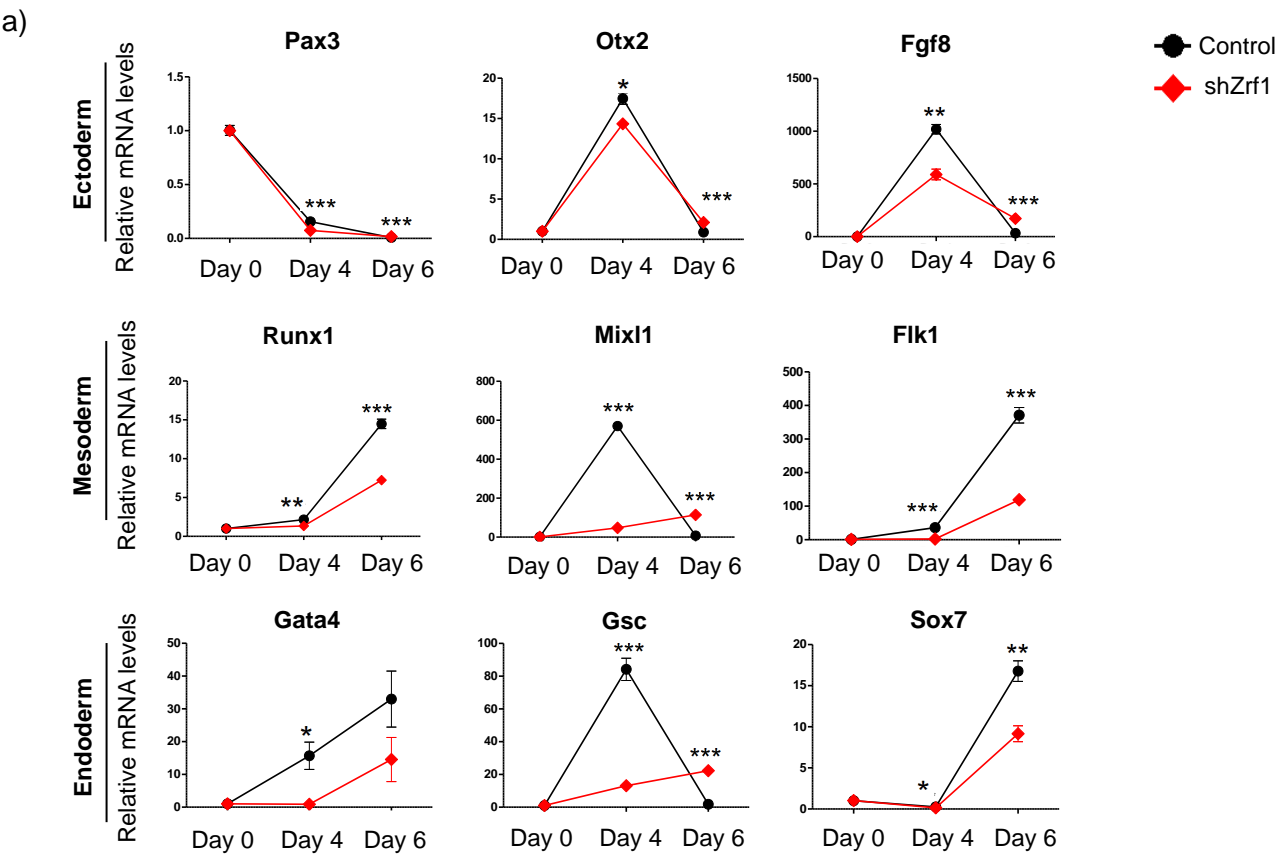 a)
Control
shZrf1
Ectoderm
Relative mRNA levels
Pax3
1.5
1.0
0.5
0.0
***
***
Day 0 Day 4 Day 6
Otx2
20
15
10
5
0
*
***
Day 0 Day 4 Day 6
Fgf8
1500
1000
500
0
**
***
Day 0 Day 4 Day 6
Mesoderm
Relative mRNA levels
Runx1
20
15
10
5
0
**
***
Day 0 Day 4 Day 6
Mixl1
800
600
400
200
0
***
***
Day 0 Day 4 Day 6
Flk1
500
400
300
200
100
0
***
***
Day 0 Day 4 Day 6
Endoderm
Relative mRNA levels
Gata4
50
40
30
20
10
0
*
Day 0 Day 4 Day 6
Gsc
100
80
60
40
20
0
***
***
Day 0 Day 4 Day 6
Sox7
20
15
10
5
0
*
**
Day 0 Day 4 Day 6